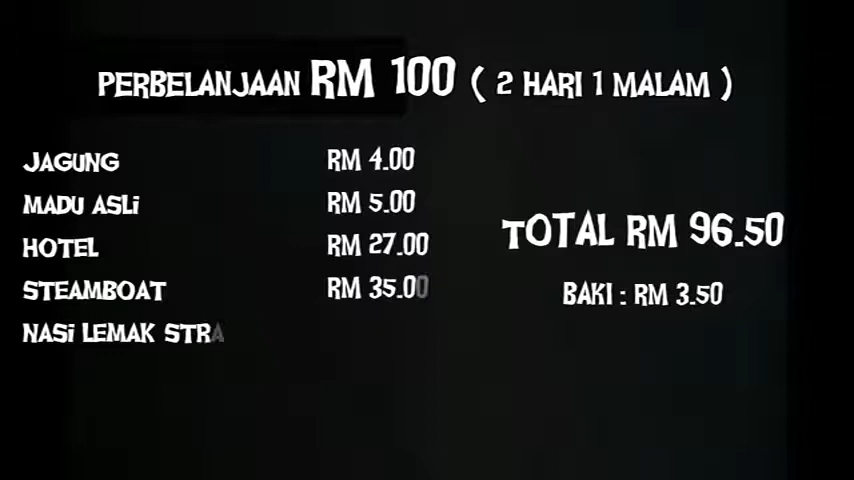 PERBELANJAAN RM 100 ( 2 HARI 1 MALAM )
JAGUNG RM 4.00
MADU ASLi RM 5.00
HOTEL RM 27.00
STEAMBOAT RM 35.00
NASi LEMAK STRA
TOTAL RM 96.50
BAKI : RM 3.50